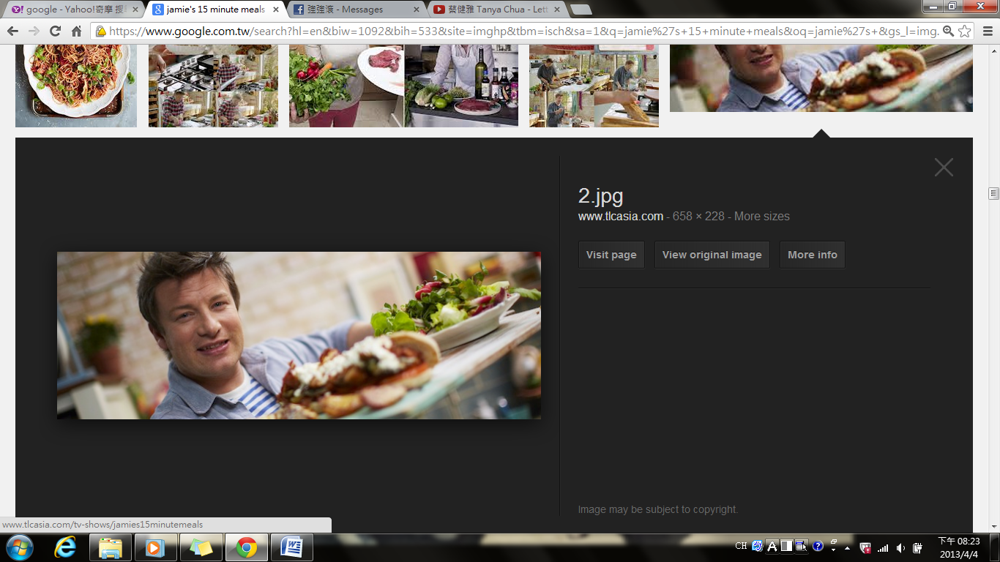 google - Yahoo!奇摩 搜尋
jamie's 15 minute meals
強強滾 - Messages
蔡健雅 Tanya Chua - Lett
https://www.google.com.tw/search?hl=en&biw=1092&bih=533&site=imghp&tbm=isch&sa=1&q=jamie%27s+15+minute+meals&oq=jamie%27s+&gs_l=img.
2.jpg
www.tlcasia.com - 658 × 228 - More sizes
Visit page
View original image
More info
Image may be subject to copyright.
www.tlcasia.com/tv-shows/jamies15minutemeals
CH
A
下午 08:23
2013/4/4